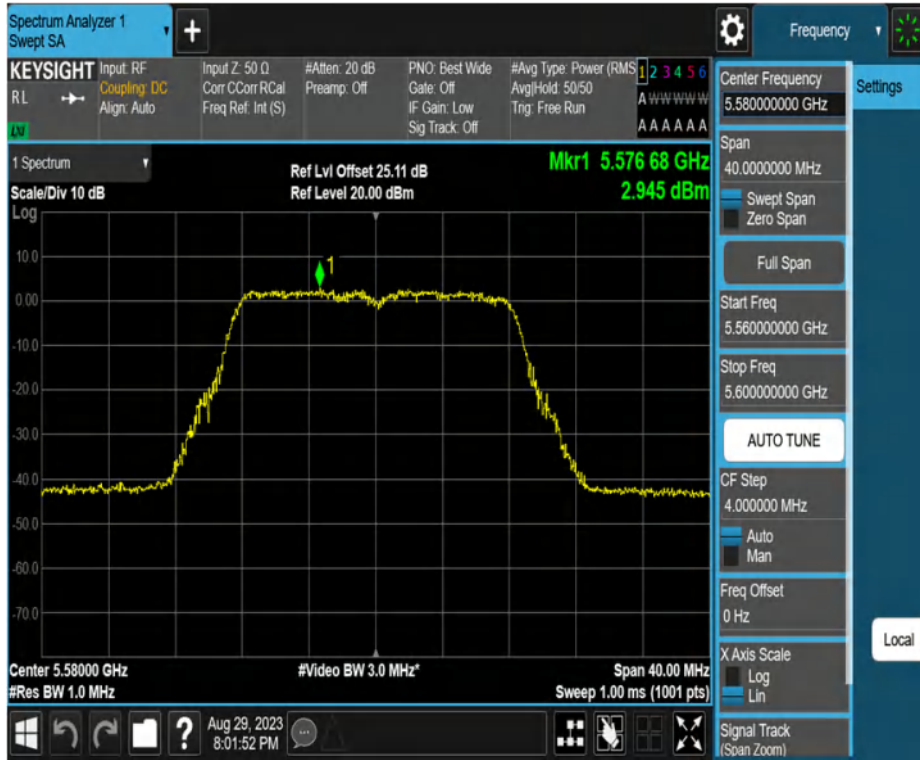 Spectrum Analyzer 1
Swept SA
+
Frequency
KEYSIGHT
RL
LXI
Input: RF
Coupling: DC
Align: Auto
Input Z: 50 Ω
Corr CCorr RCal
Freq Ref: Int (S)
#Atten: 20 dB
Preamp: Off
PNO: Best Wide
Gate: Off
IF Gain: Low
Sig Track: Off
#Avg Type: Power (RMS
Avg|Hold: 50/50
Trig: Free Run
1 2 3 4 5 6
A W W W W W
A A A A A A
1 Spectrum
Scale/Div 10 dB
Log
Ref Lvl Offset 25.11 dB
Ref Level 20.00 dBm
Mkr1 5.576 68 GHz
2.945 dBm
1
10.0
0.00
-10.0
-20.0
-30.0
-40.0
-50.0
-60.0
-70.0
Center 5.58000 GHz
#Res BW 1.0 MHz
#Video BW 3.0 MHz*
Span 40.00 MHz
Sweep 1.00 ms (1001 pts)
?
Aug 29, 2023
8:01:52 PM
Center Frequency
5.580000000 GHz
Span
40.0000000 MHz
Swept Span
Zero Span
Full Span
Start Freq
5.560000000 GHz
Stop Freq
5.600000000 GHz
AUTO TUNE
CF Step
4.000000 MHz
Auto
Man
Freq Offset
0 Hz
X Axis Scale
Log
Lin
Signal Track
(Span Zoom)
Settings
Local